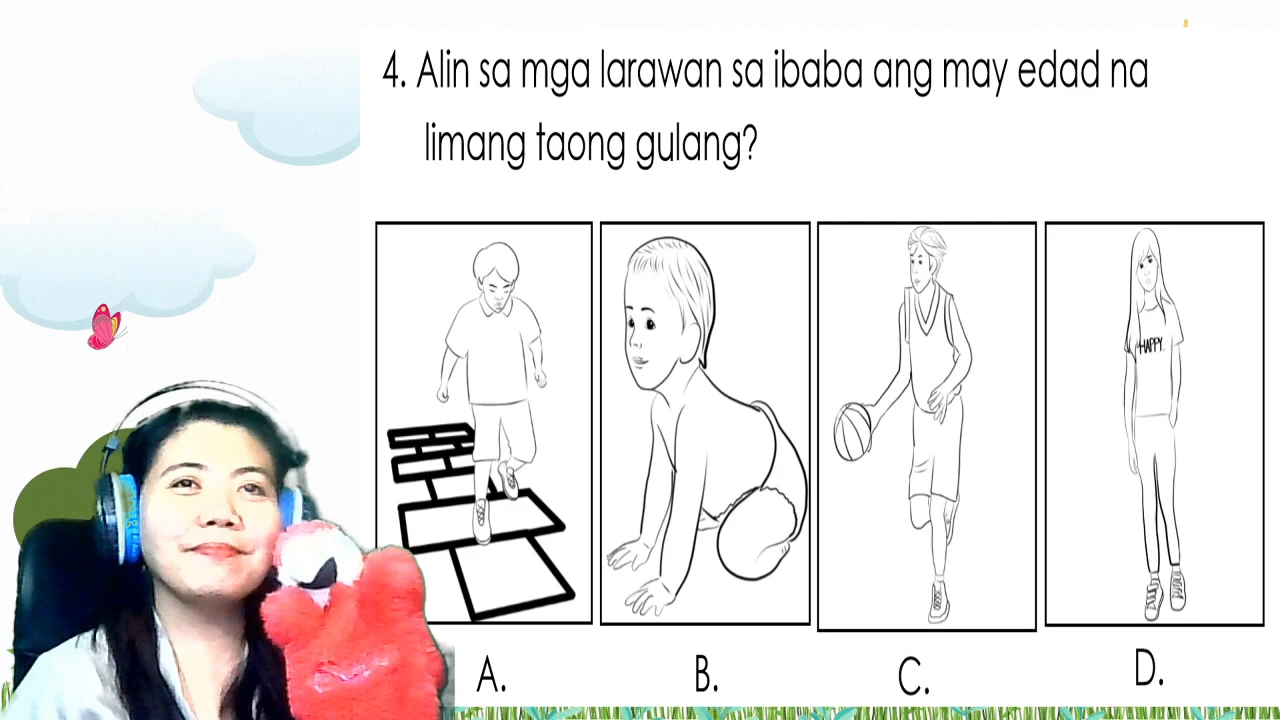 4. Alin sa mga larawan sa ibaba ang may edad na
limang taong gulang?
HAPPY.
A. B. C. D.